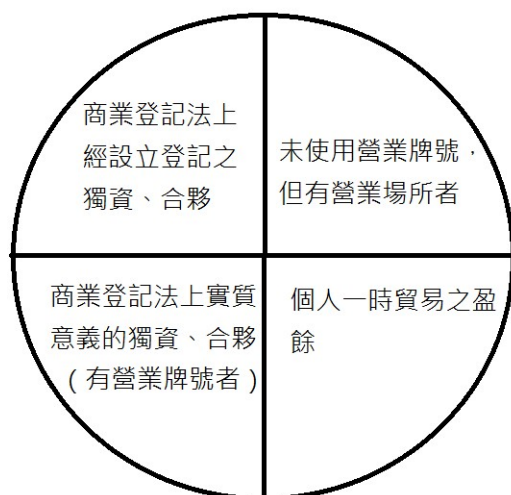 商業登記法上
經設立登記之
獨資、合夥
未使用營業牌號，
但有營業場所者
商業登記法上實質
意義的獨資、合夥
（有營業牌號者）
個人一時貿易之盈
餘